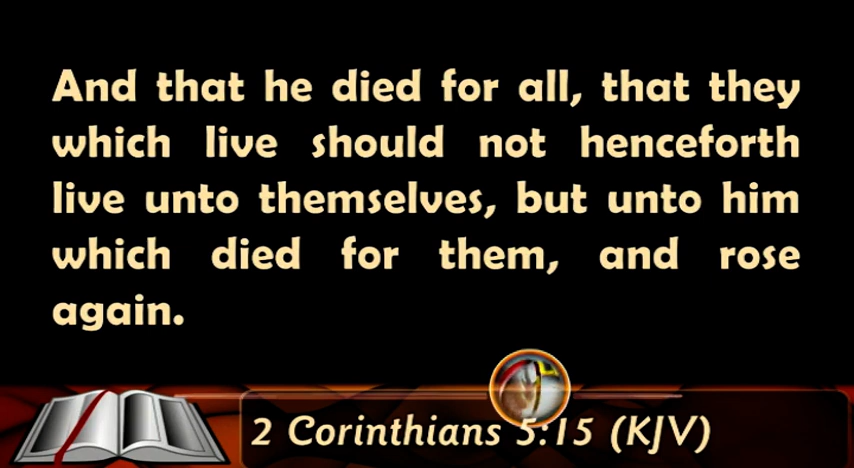 And that he died for all, that they
which live should not henceforth
live unto themselves, but unto him
which died for them, and rose
again.
2 Corinthians 5:15 (KJV)